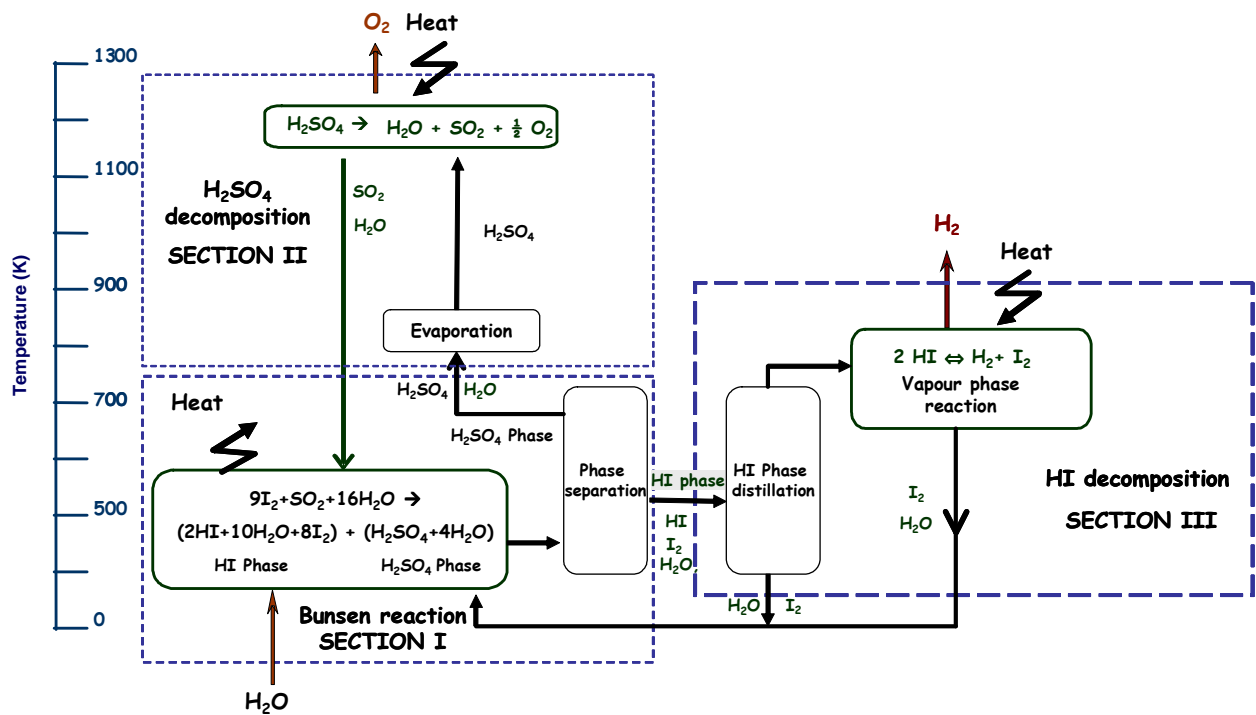 O₂
Heat
1300
H₂SO₄ → H₂O + SO₂ + ½ O₂
1100
H₂SO₄
decomposition
SECTION II
SO₂
H₂O
H₂SO₄
H₂
Heat
Temperature (K)
900
Evaporation
2 HI ⇔ H₂+ I₂
Vapour phase
reaction
700
H₂SO₄
H₂O
Heat
H₂SO₄ Phase
Phase
separation
HI phase
HI
I₂
H₂O,
HI Phase
distillation
HI decomposition
SECTION III
I₂
H₂O
500
9I₂+SO₂+16H₂O →
(2HI+10H₂O+8I₂) + (H₂SO₄+4H₂O)
HI Phase
H₂SO₄ Phase
H₂O
I₂
0
Bunsen reaction
SECTION I
H₂O